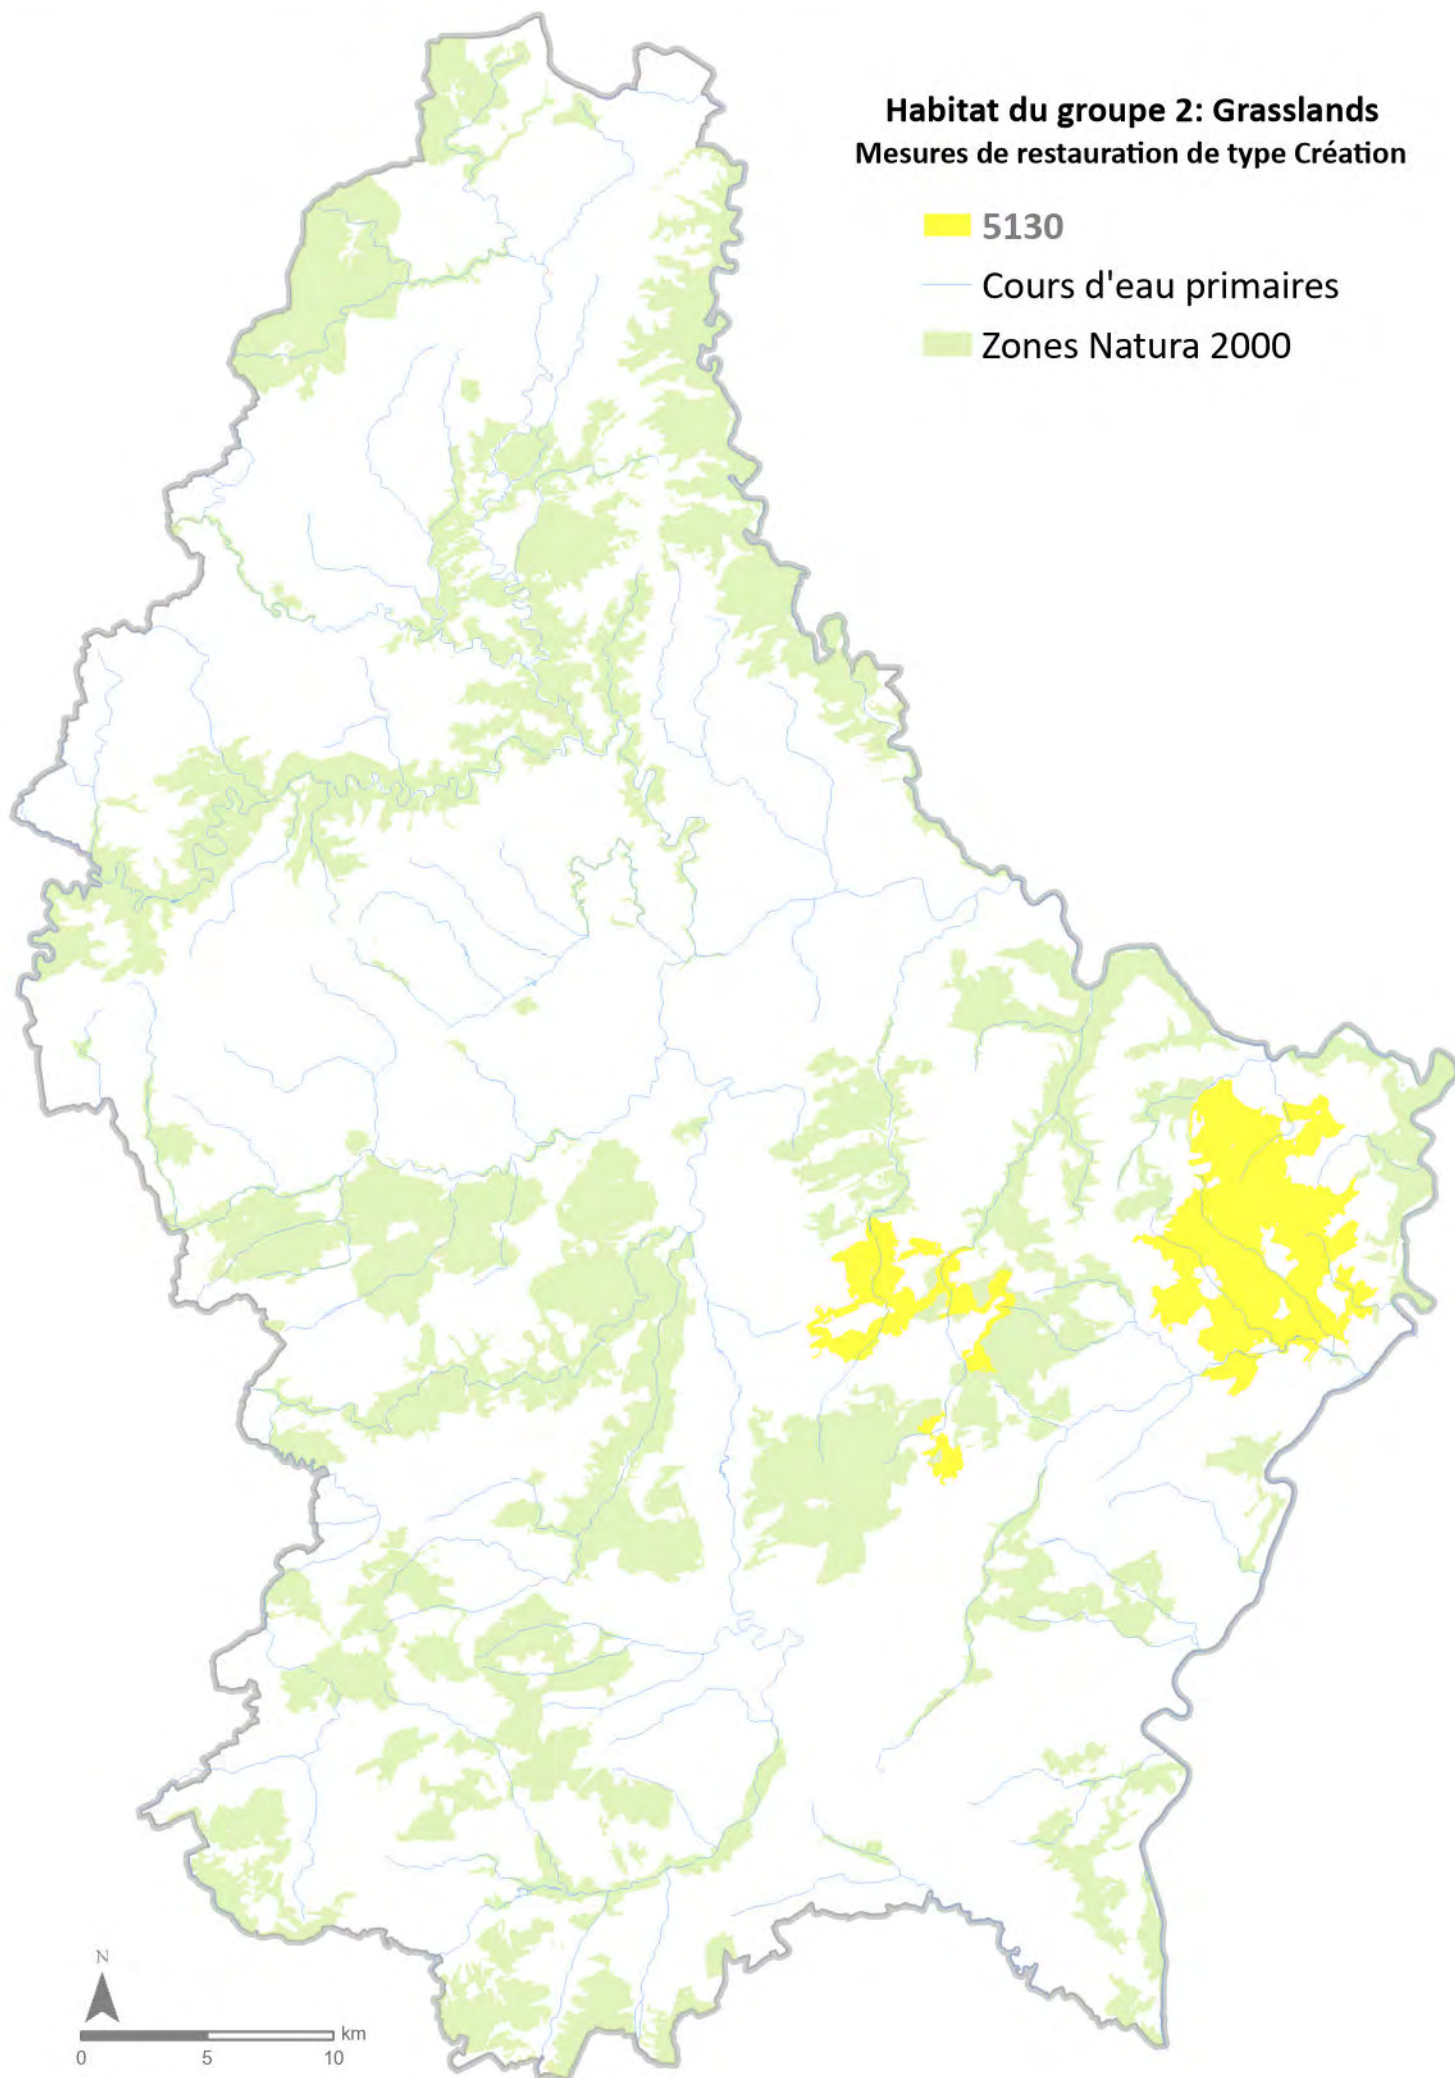 Habitat du groupe 2: Grasslands
Mesures de restauration de type Création
5130
Cours d'eau primaires
Zones Natura 2000
N
km
0 5 10